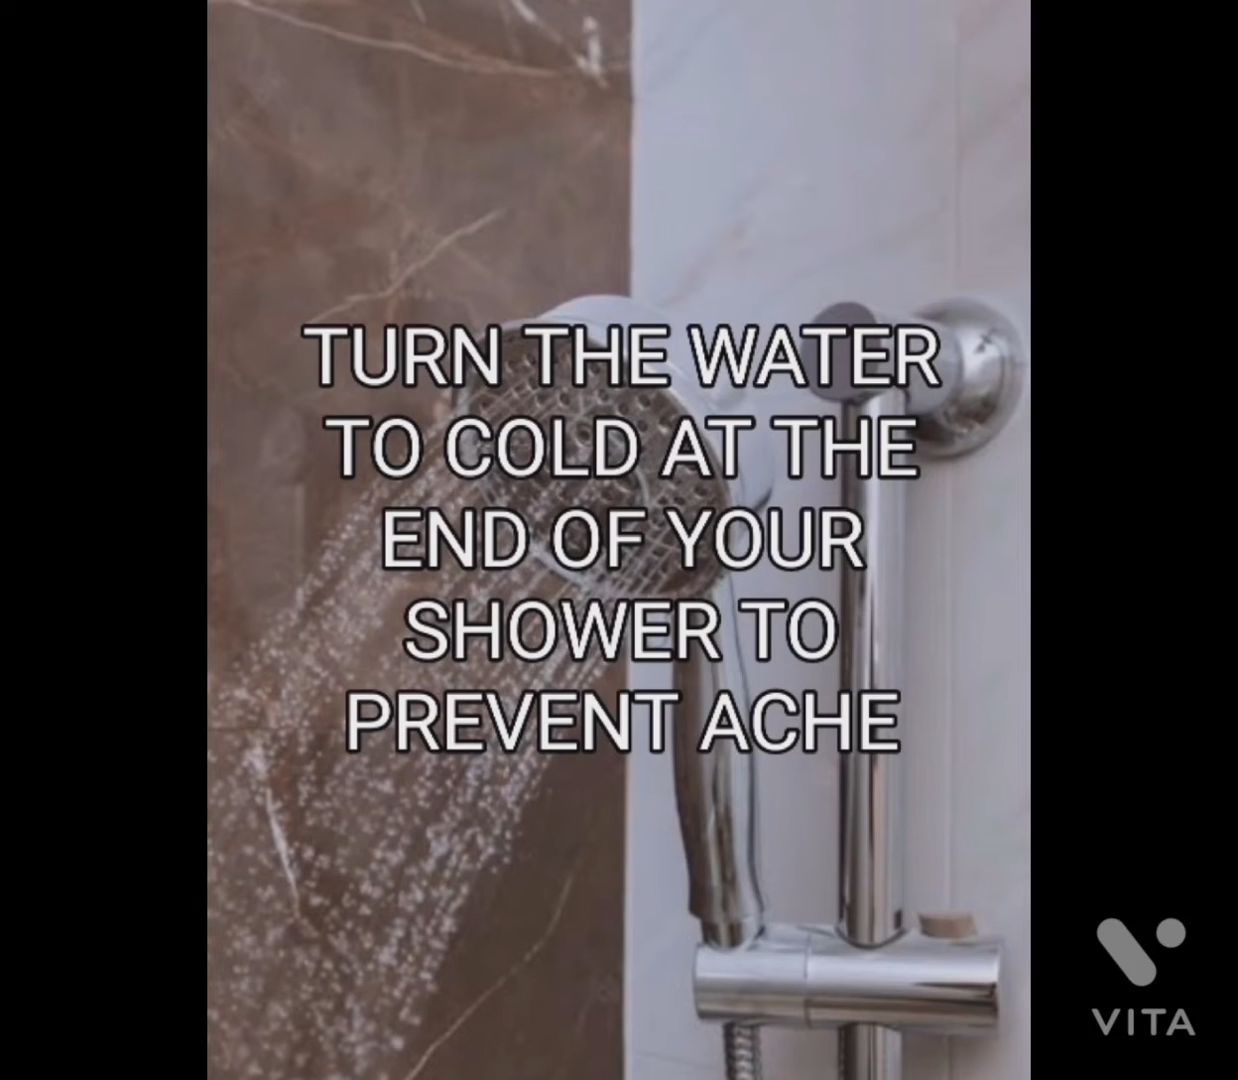 TURN THE WATER
TO COLD AT THE
END OF YOUR
SHOWER TO
PREVENT ACHE
VITA